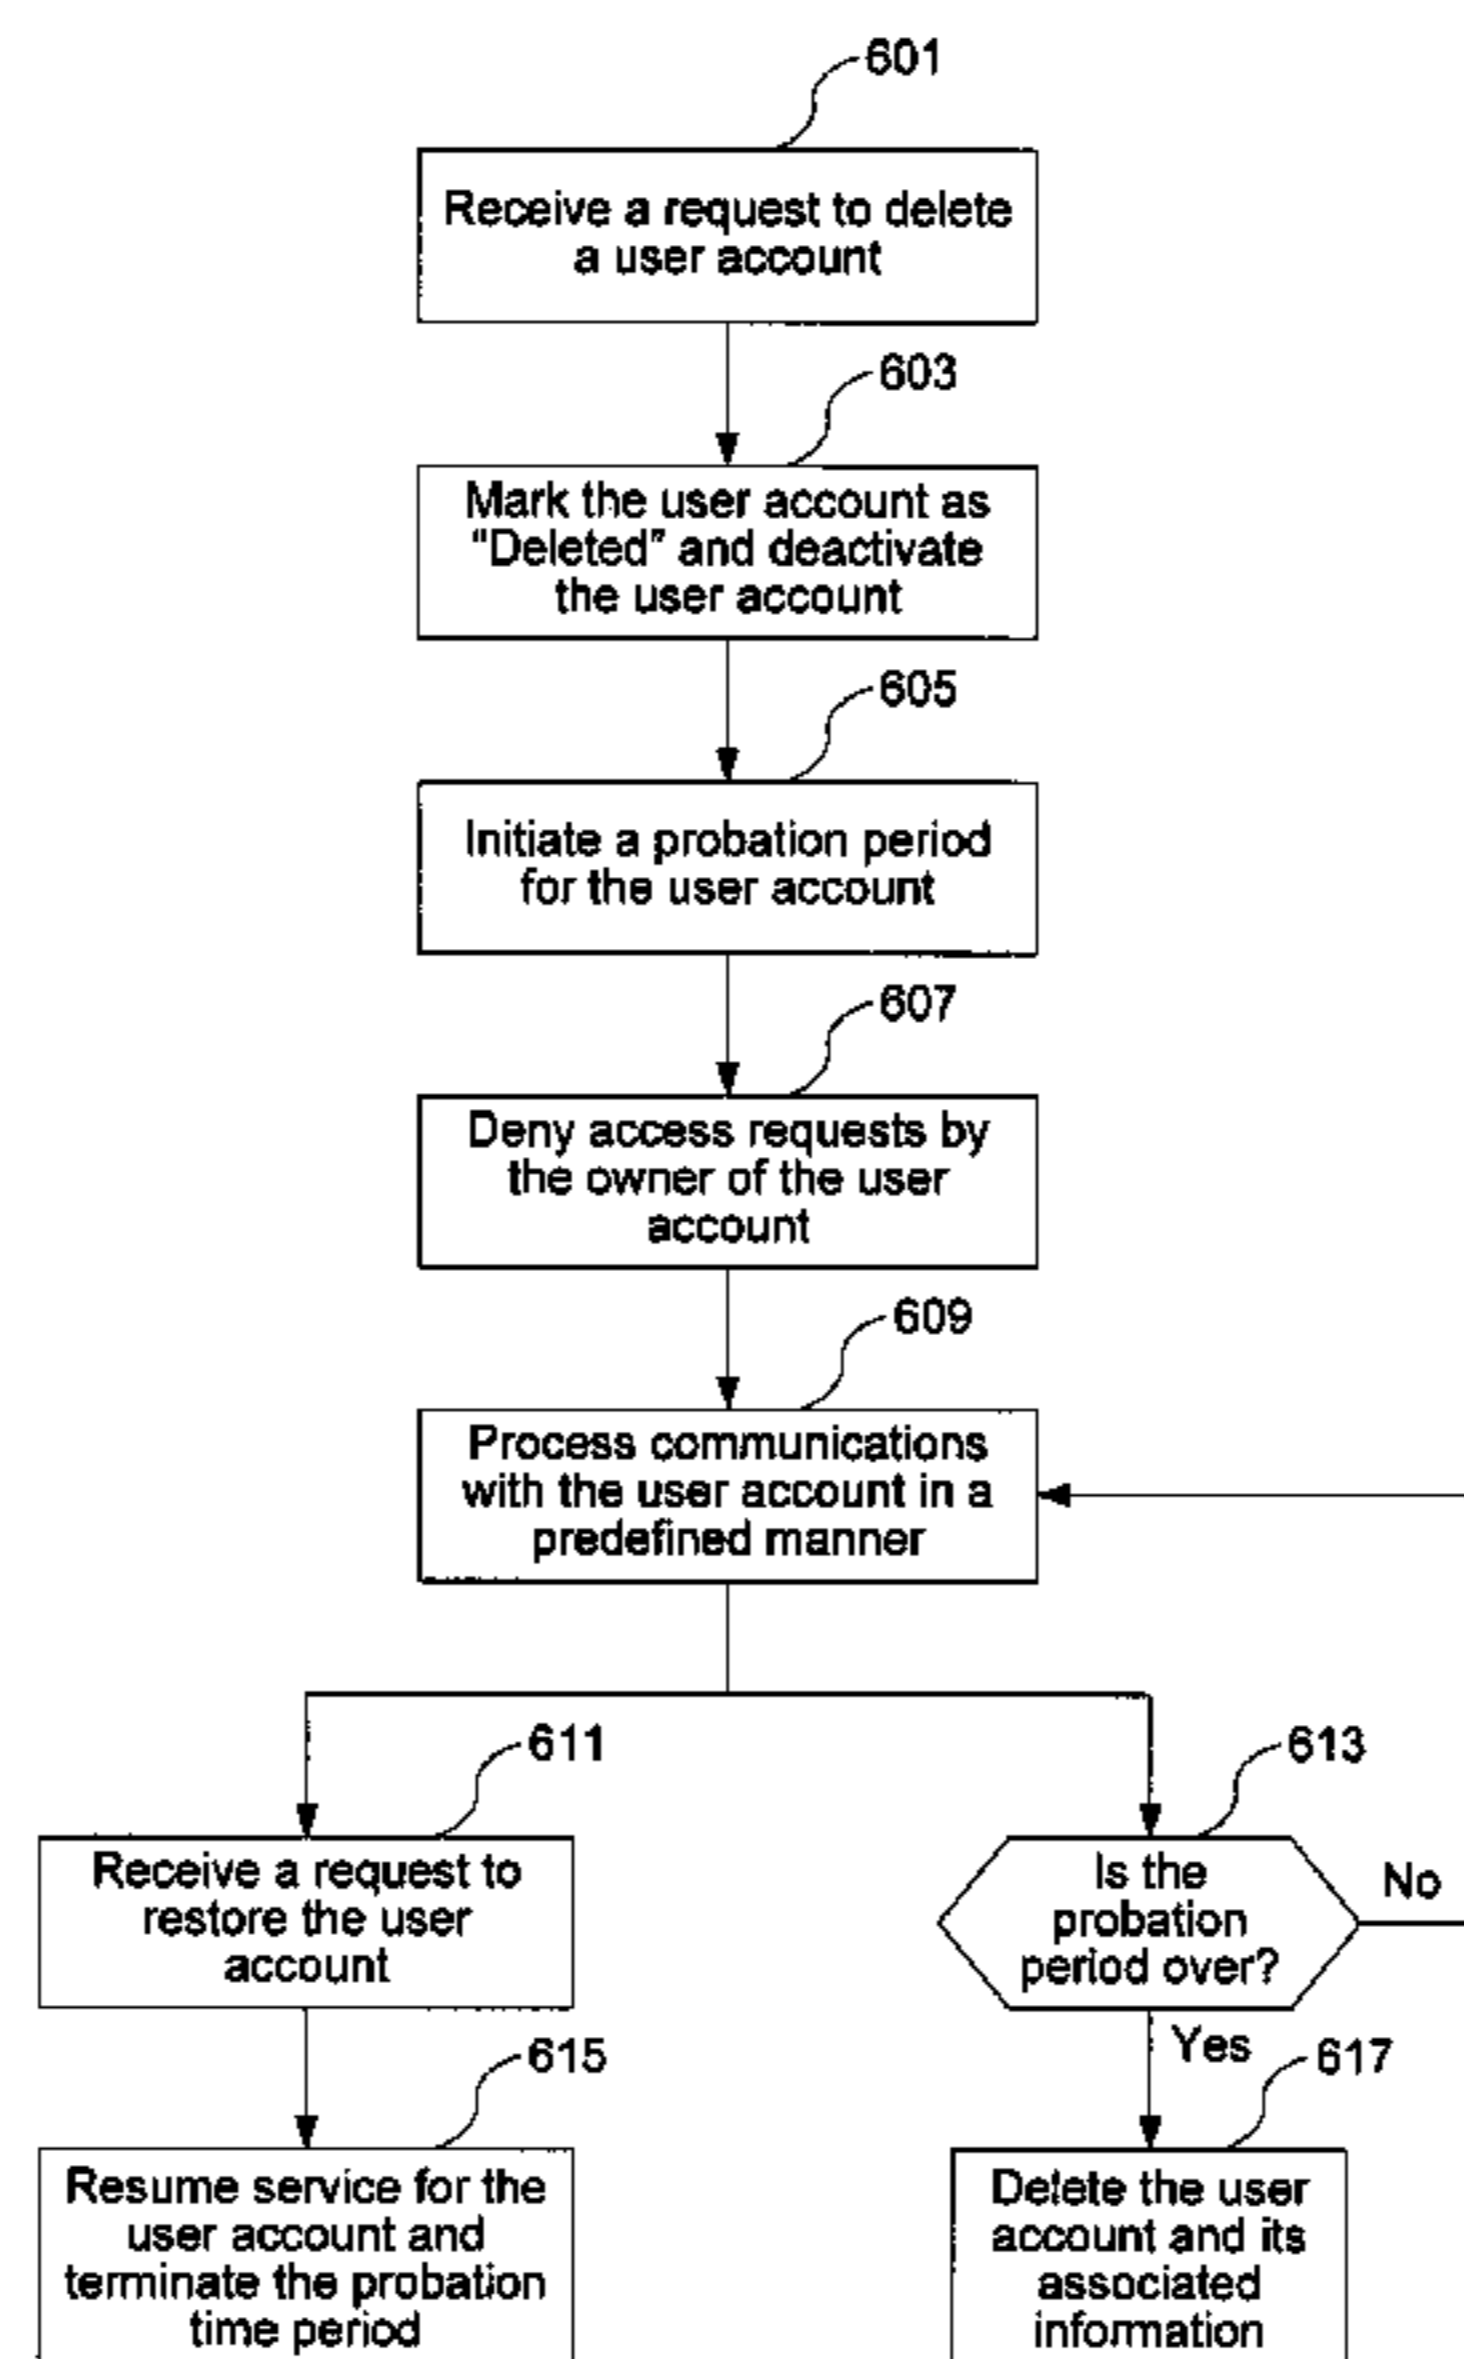 601
Receive a request to delete
a user account
603
Mark the user account as
“Deleted” and deactivate
the user account
605
Initiate a probation period
for the user account
607
Deny access requests by
the owner of the user
account
609
Process communications
with the user account in a
predefined manner
611
Receive a request to
restore the user
account
613
Is the
probation
period over?
No
615
Resume service for the
user account and
terminate the probation
time period
Yes
617
Delete the user
account and its
associated
information